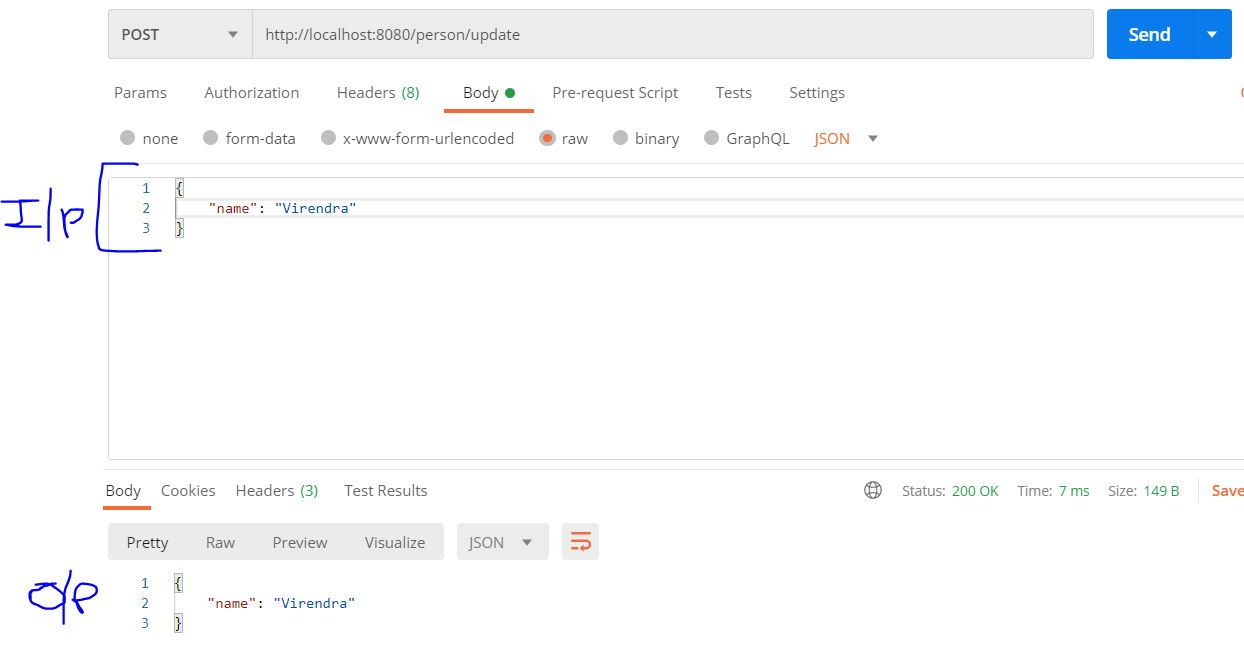 POST http://localhost:8080/person/update Send
Params Authorization Headers (8) Body Pre-request Script Tests Settings
none form-data x-www-form-urlencoded raw binary GraphQL JSON
I/P
1 {
2 "name": "Virendra"
3 }
Body Cookies Headers (3) Test Results Status: 200 OK Time: 7 ms Size: 149 B Save
Pretty Raw Preview Visualize JSON
O/P
1 {
2 "name": "Virendra"
3 }